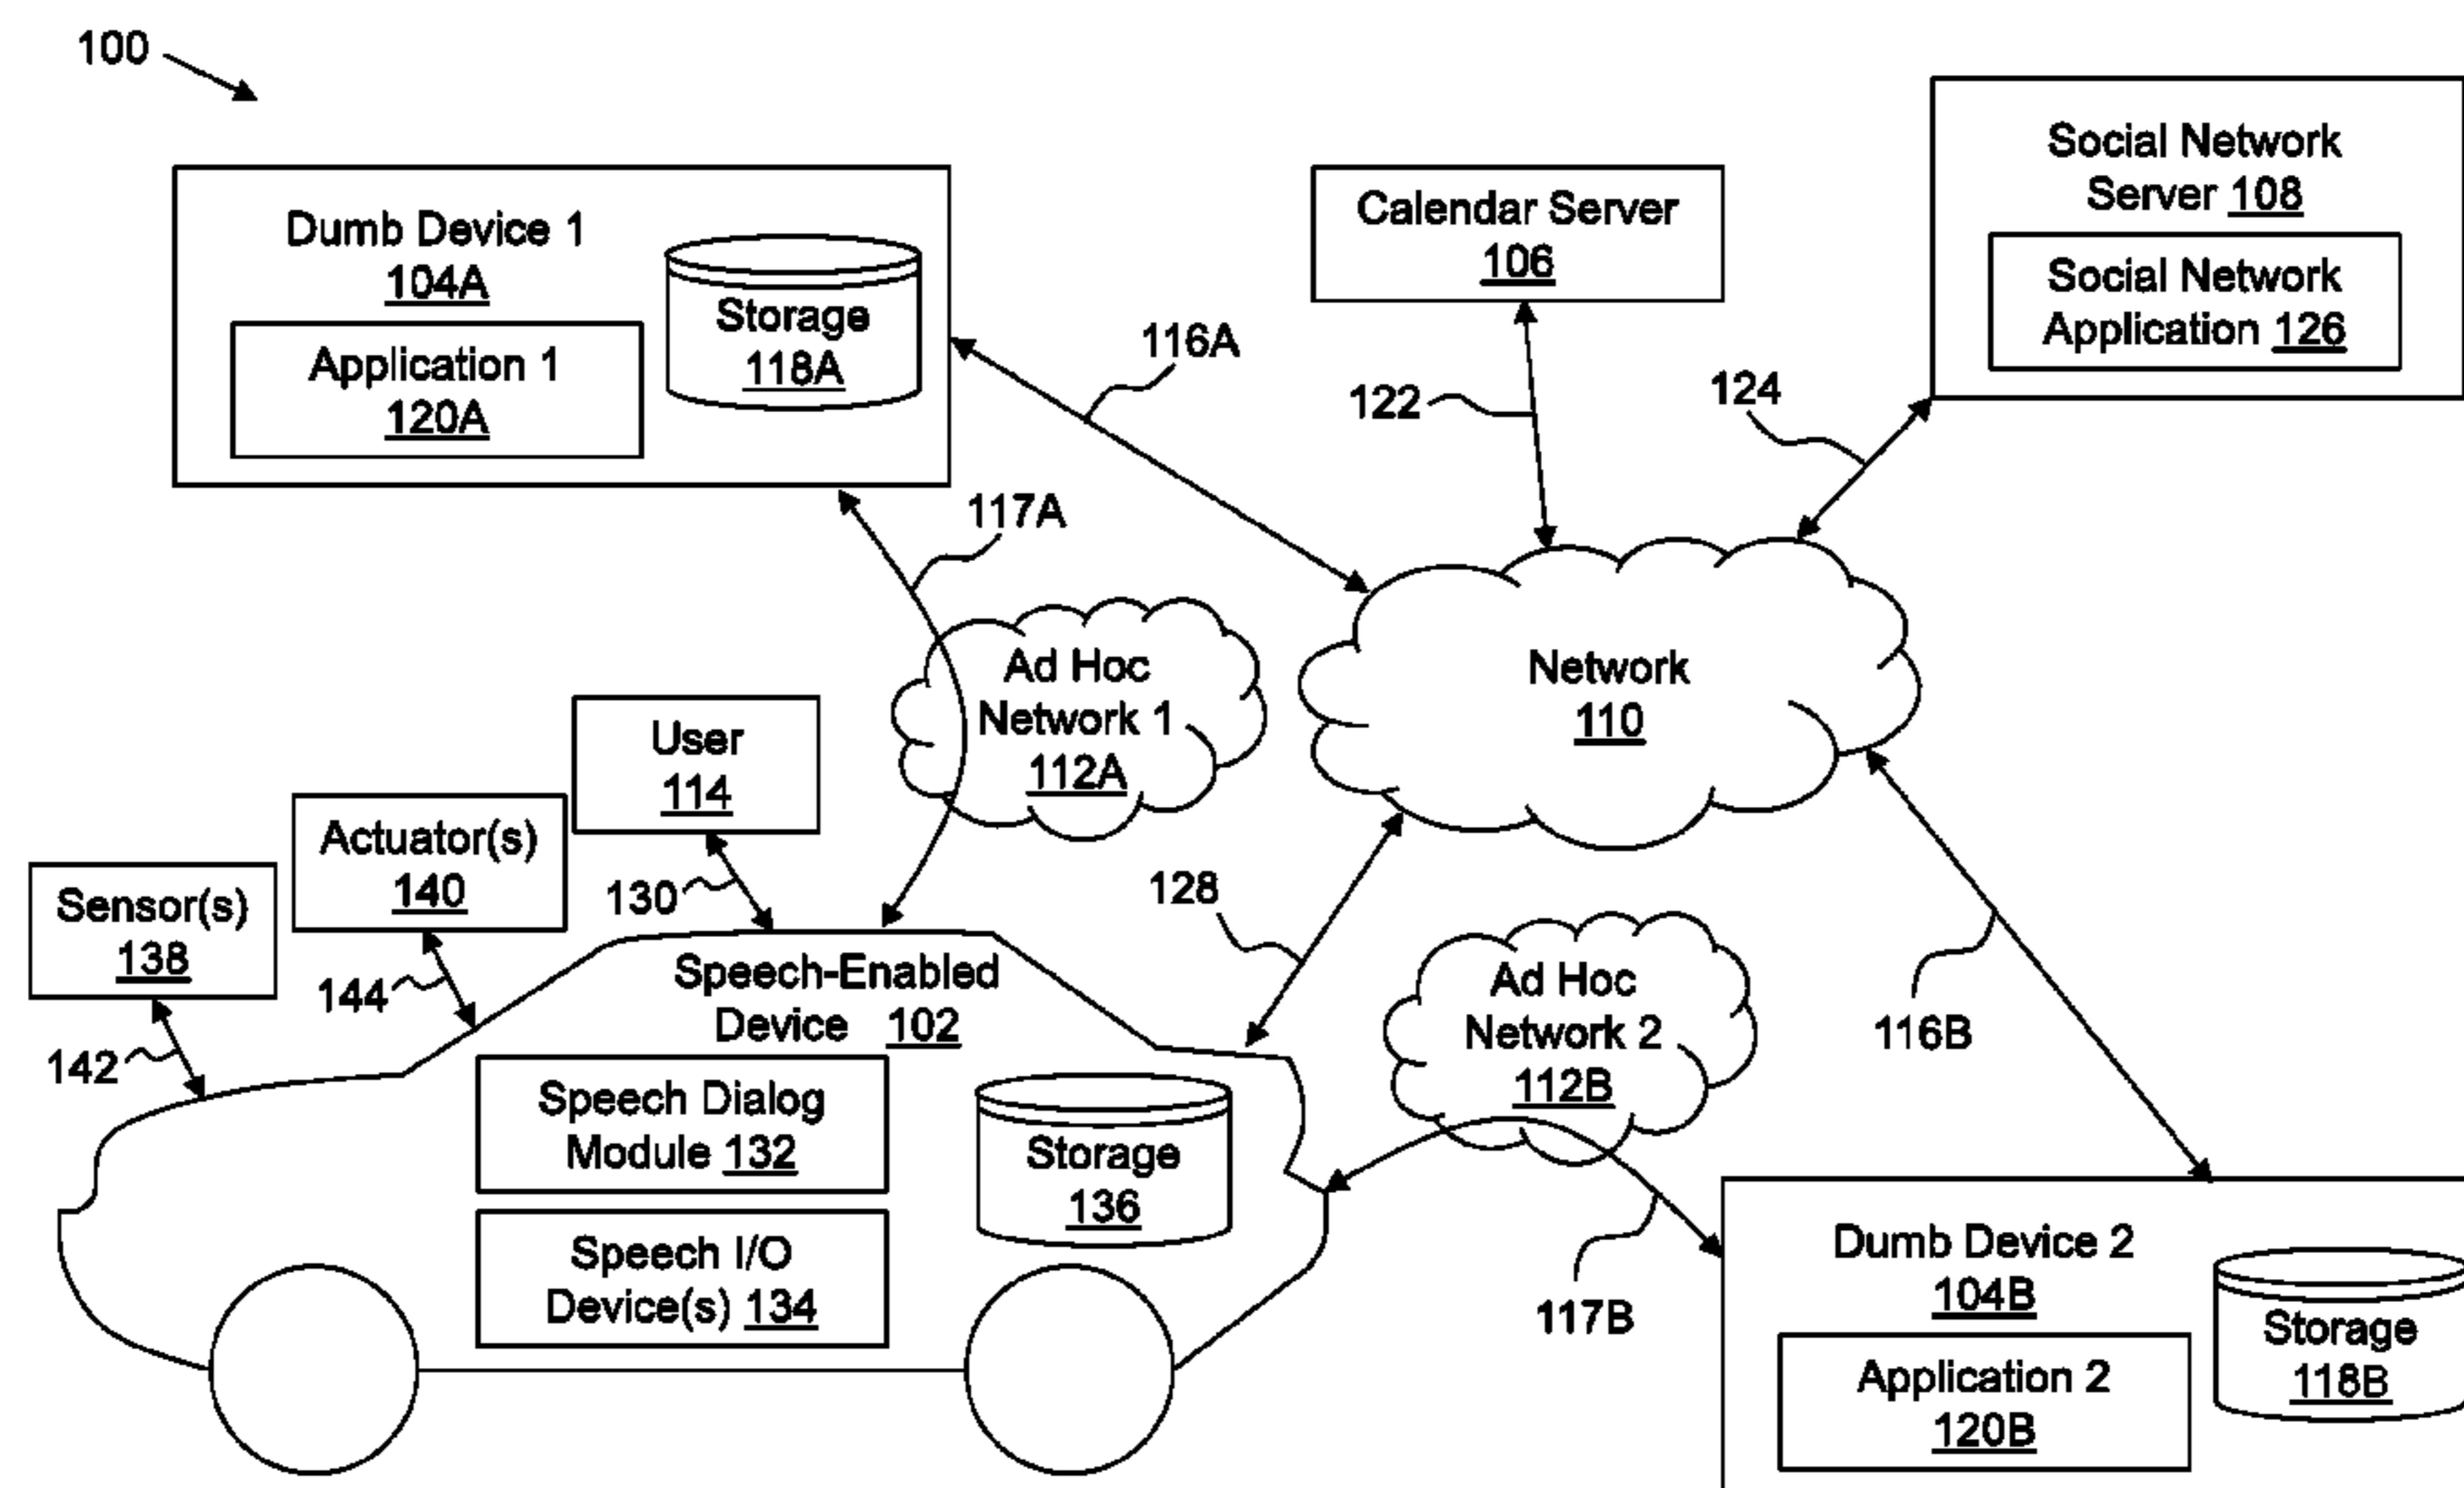 100
Dumb Device 1
104A
Application 1
120A
Storage
118A
116A
117A
Calendar Server
106
122
Social Network
Server 108
Social Network
Application 126
124
Ad Hoc
Network 1
112A
Network
110
User
114
130
Actuator(s)
140
144
Sensor(s)
138
142
128
Speech-Enabled
Device 102
Speech Dialog
Module 132
Speech I/O
Device(s) 134
Storage
136
Ad Hoc
Network 2
112B
116B
117B
Dumb Device 2
104B
Application 2
120B
Storage
118B